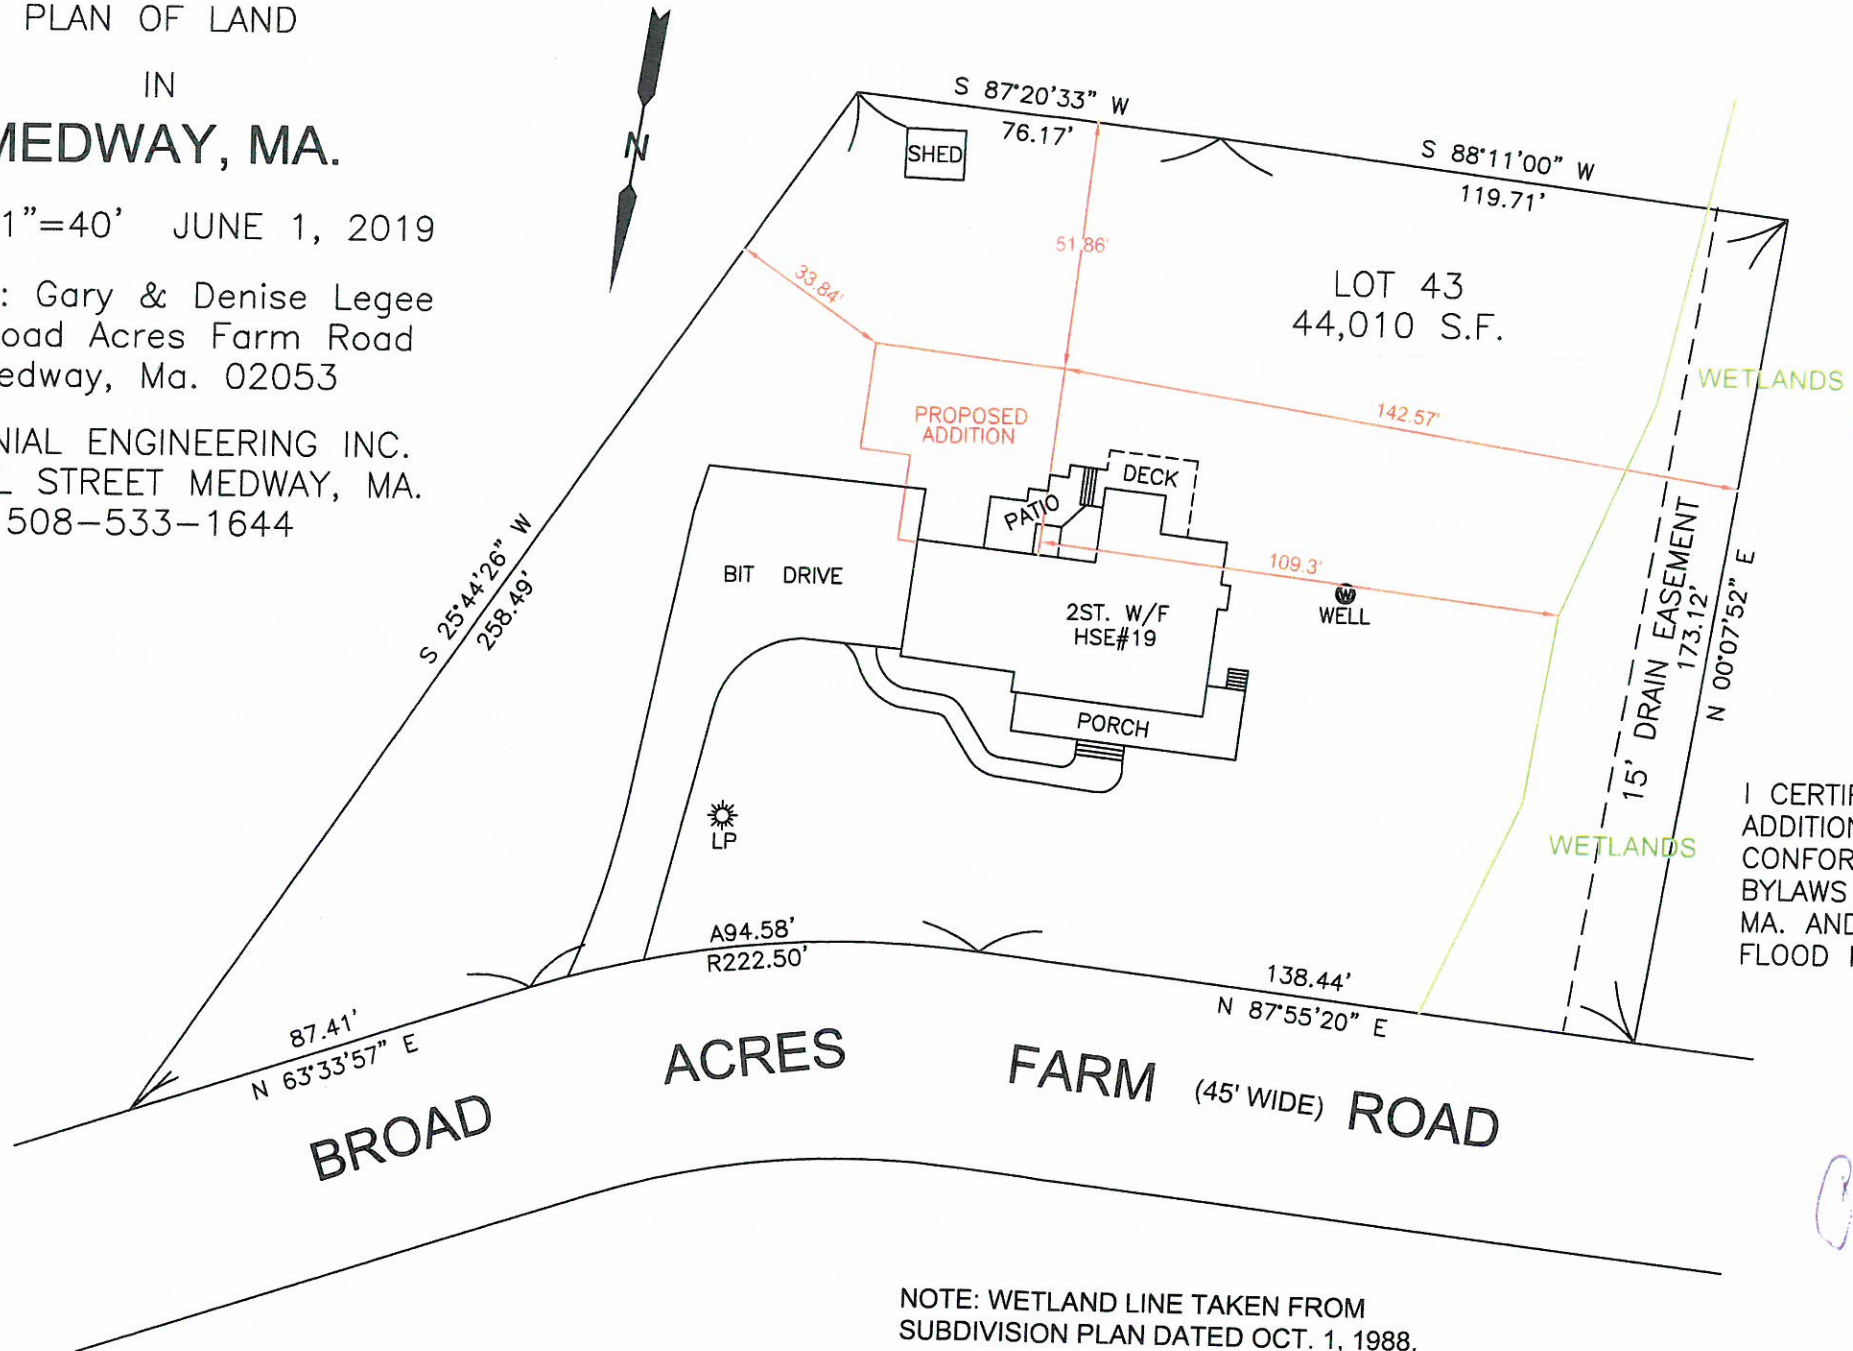 PLAN OF LAND
IN
MEDWAY, MA.
1"=40' JUNE 1, 2019
: Gary & Denise Legee
oad Acres Farm Road
edway, Ma. 02053
NIAL ENGINEERING INC.
L STREET MEDWAY, MA.
508-533-1644
N
S 87°20'33" W
76.17'
S 88°11'00" W
119.71'
SHED
51.86'
33.84'
LOT 43
44,010 S.F.
WETLANDS
142.57'
PROPOSED
ADDITION
DECK
PATIO
S 25°44'26" W
258.49'
BIT DRIVE
109.3'
W
WELL
2ST. W/F
HSE#19
15' DRAIN EASEMENT
173.12'
N 00°07'52" E
PORCH
LP
WETLANDS
I CERTIF
ADDITION
CONFOR
BYLAWS
MA. AND
FLOOD
A94.58'
R222.50'
138.44'
N 87°55'20" E
87.41'
N 63°33'57" E
BROAD ACRES FARM (45' WIDE) ROAD
NOTE: WETLAND LINE TAKEN FROM
SUBDIVISION PLAN DATED OCT. 1, 1988.